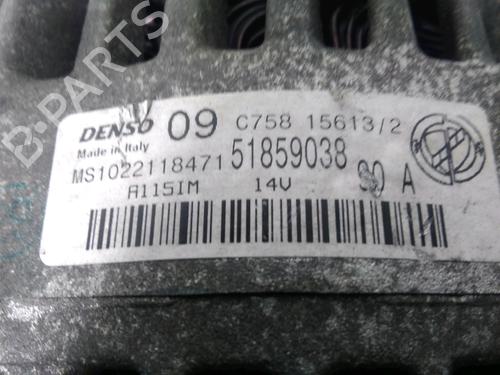 B-PARTS
DENSO 09 C758 15613/2
Made in Italy
MS1022118471 51859038
A115IM 14V 90 A